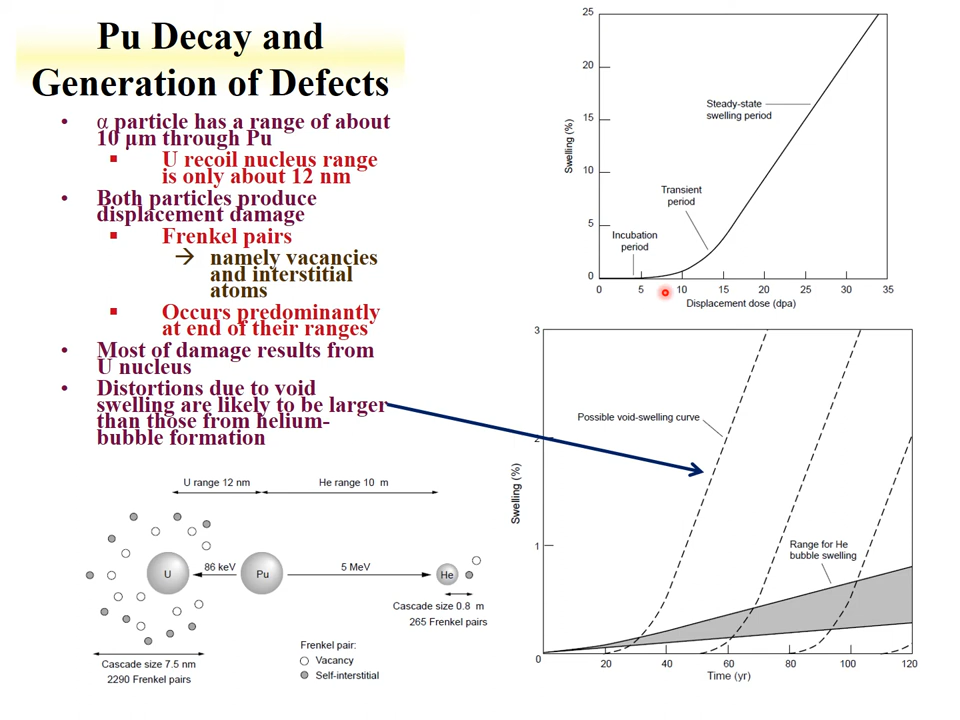 Pu Decay and
Generation of Defects
• α particle has a range of about
10 µm through Pu
▪ U recoil nucleus range
is only about 12 nm
• Both particles produce
displacement damage
▪ Frenkel pairs
→ namely vacancies
and interstitial
atoms
▪ Occurs predominantly
at end of their ranges
• Most of damage results from
U nucleus
• Distortions due to void
swelling are likely to be larger
than those from helium-
bubble formation
U range 12 nm
He range 10 m
U
86 keV
Pu
5 MeV
He
Cascade size 0.8 m
265 Frenkel pairs
Cascade size 7.5 nm
2290 Frenkel pairs
Frenkel pair:
Vacancy
Self-interstitial
25
20
15
10
5
0
Swelling (%)
Steady-state
swelling period
Transient
period
Incubation
period
0 5 10 15 20 25 30 35
Displacement dose (dpa)
3
2
1
0
Swelling (%)
Possible void-swelling curve
Range for He
bubble swelling
20 40 60 80 100 120
Time (yr)